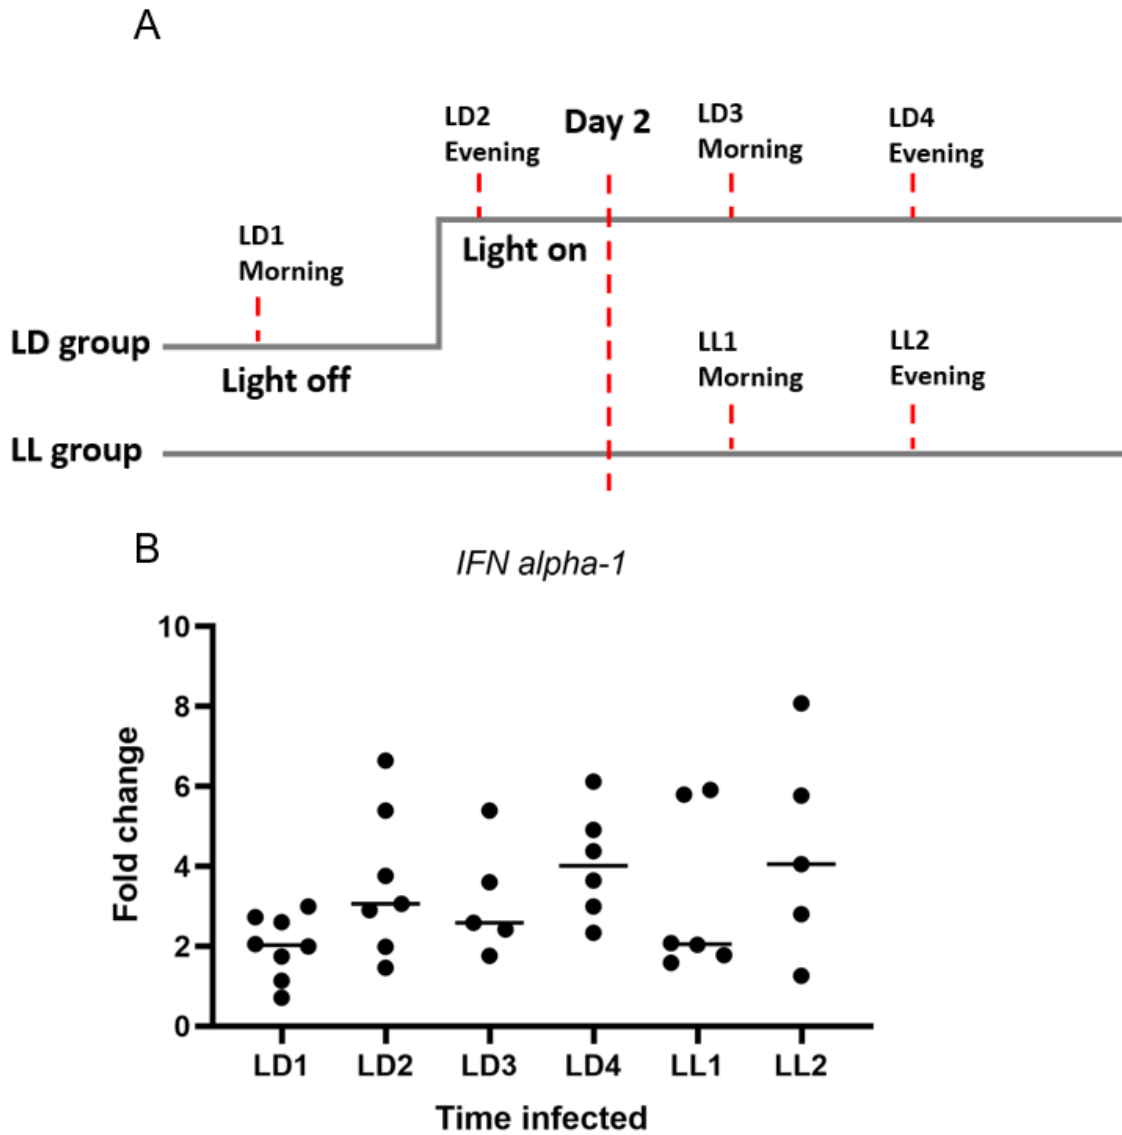 A
LD2
Evening
Day 2
LD3
Morning
LD4
Evening
LD1
Morning
Light on
LD group
Light off
LL1
Morning
LL2
Evening
LL group
B
IFN alpha-1
10
8
6
4
2
0
Fold change
LD1 LD2 LD3 LD4 LL1 LL2
Time infected